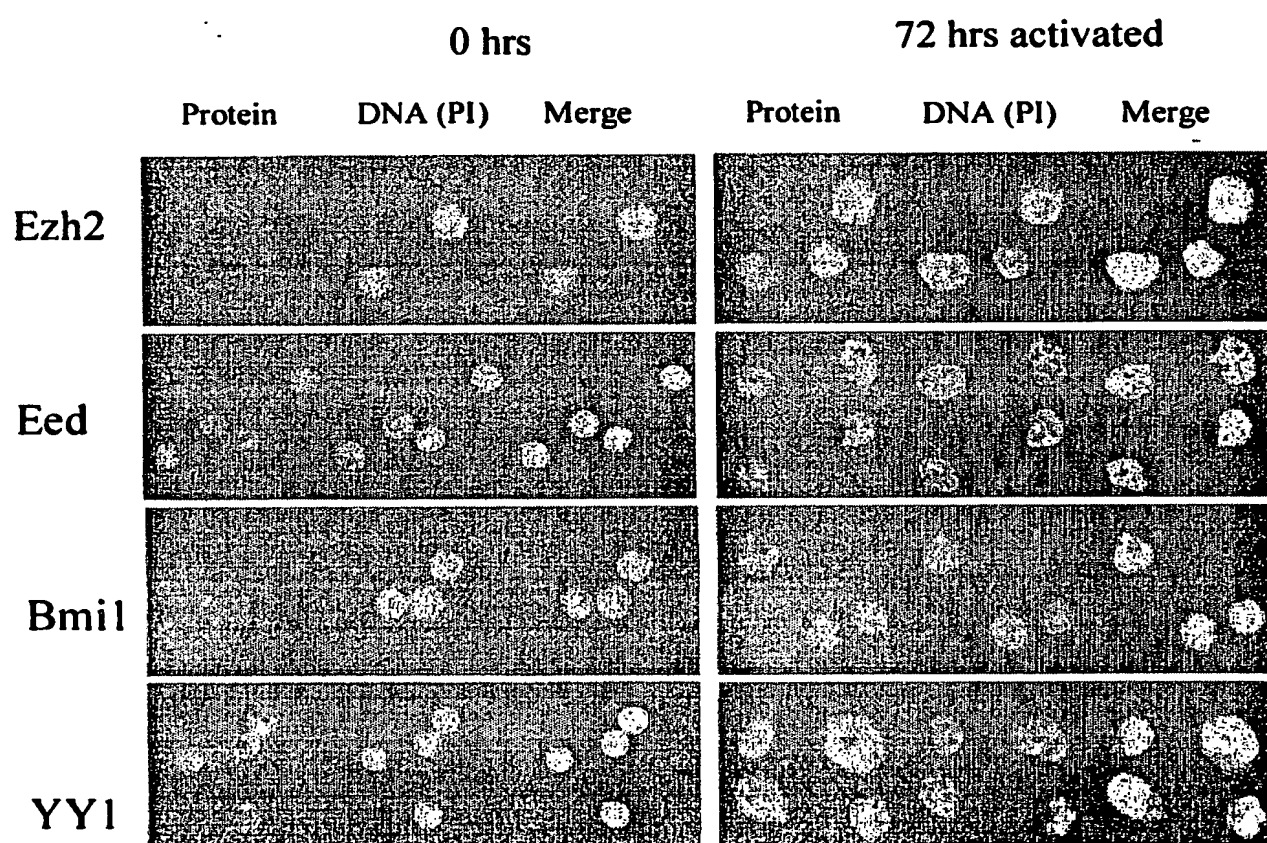 0 hrs
72 hrs activated
Protein DNA (PI) Merge
Protein DNA (PI) Merge
Ezh2
Eed
Bmi1
YY1